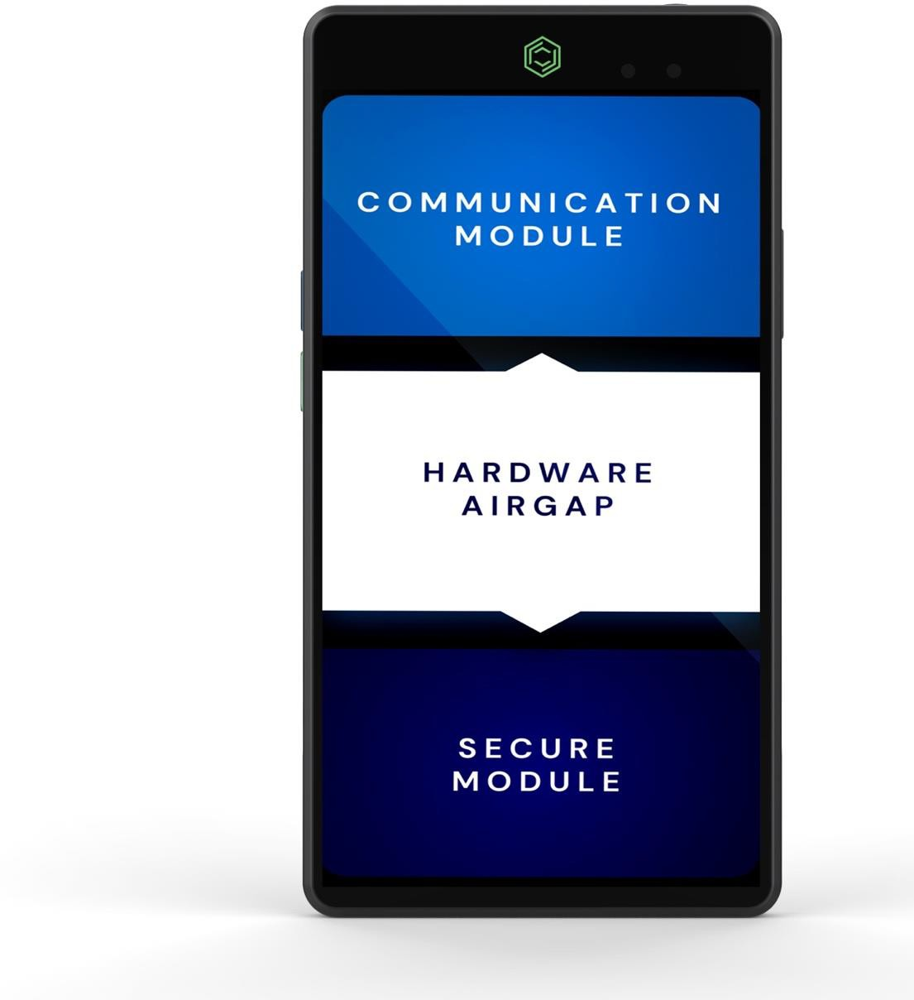 COMMUNICATION
MODULE
HARDWARE
AIRGAP
SECURE
MODULE